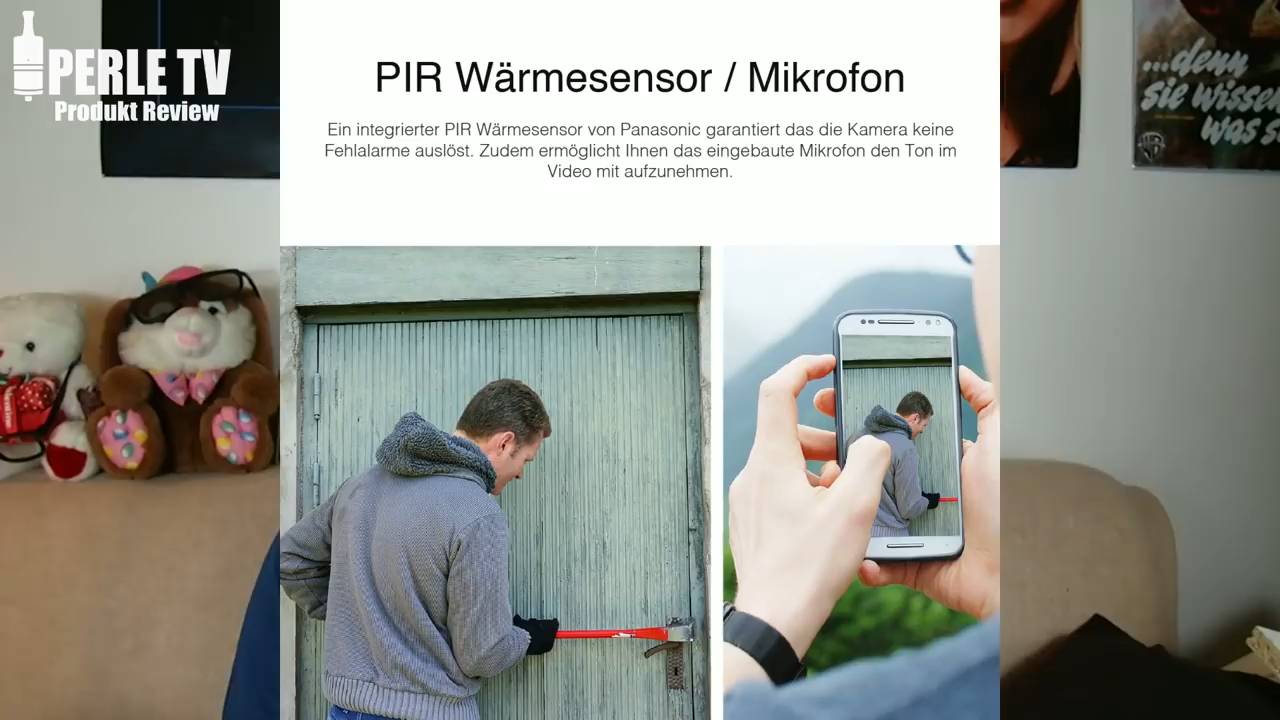 PERLE TV
Produkt Review
PIR Wärmesensor / Mikrofon
Ein integrierter PIR Wärmesensor von Panasonic garantiert das die Kamera keine
Fehlalarme auslöst. Zudem ermöglicht Ihnen das eingebaute Mikrofon den Ton im
Video mit aufzunehmen.
...denn
sie wissen
was s